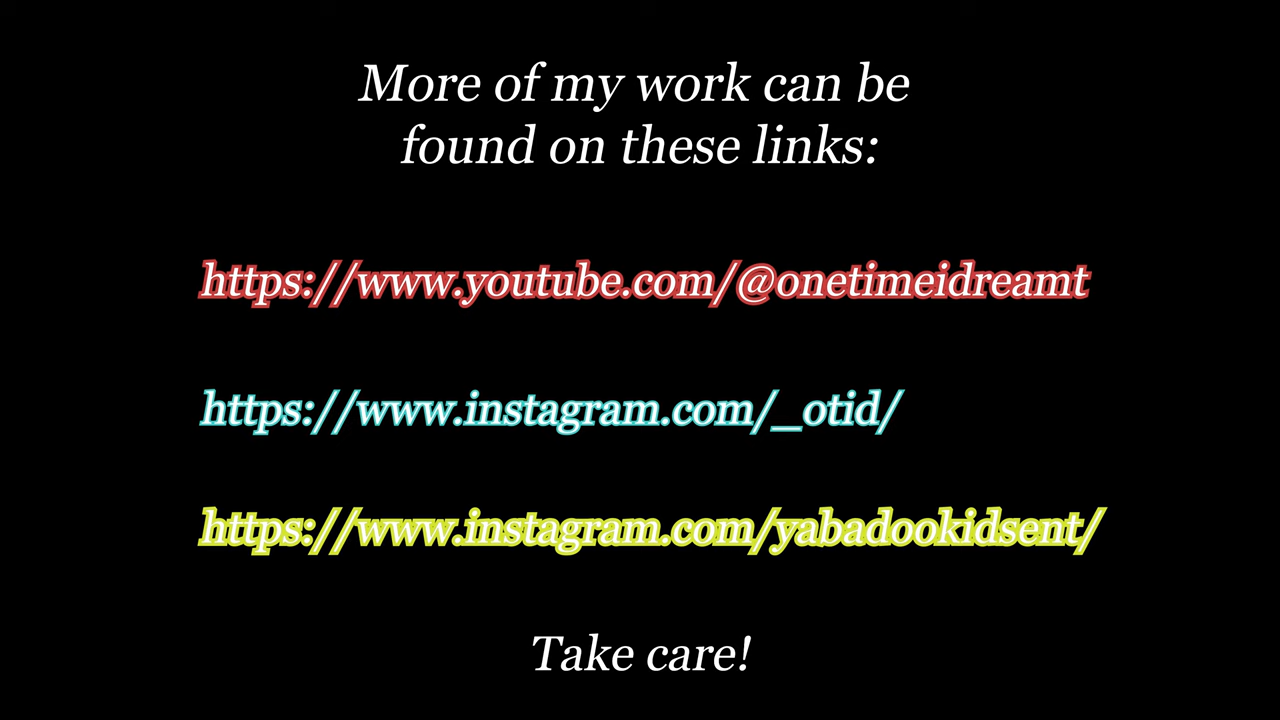 More of my work can be
found on these links:
https://www.youtube.com/@onetimeidreamt
https://www.instagram.com/_otid/
https://www.instagram.com/yabadookidsent/
Take care!